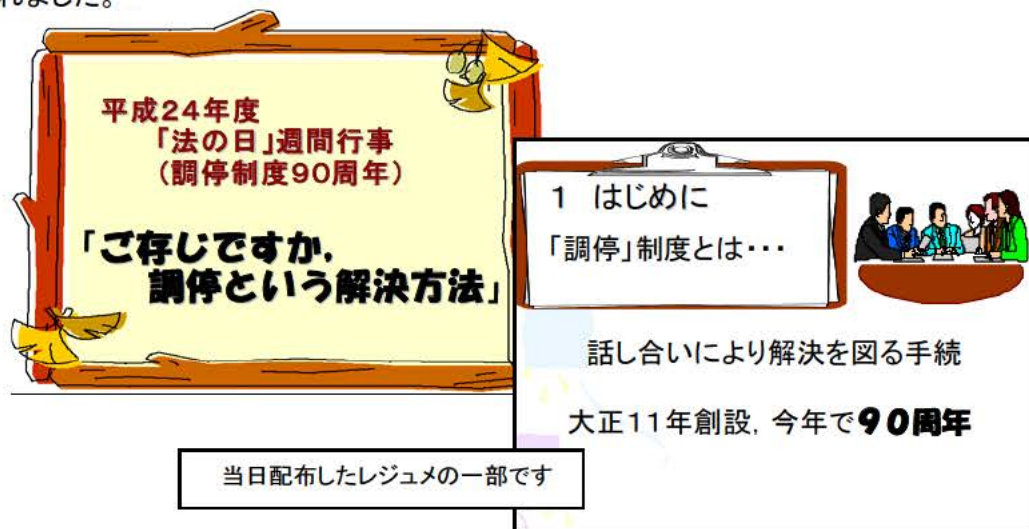 れました。
平成24年度
「法の日」週間行事
(調停制度90周年)
「ご存じですか,
調停という解決方法」
1 はじめに
「調停」制度とは・・・
話し合いにより解決を図る手続
大正11年創設,今年で90周年
当日配布したレジュメの一部です